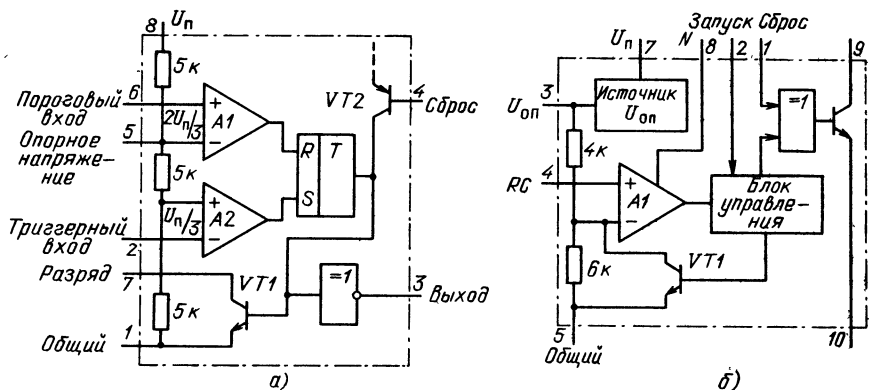 8 Uп
5к
Пороговый
вход
6
2Uп/3
+
A1
–
5
Опорное
напряже-
ние
5к
R T
S
VT2
4
Сброс
+
A2
–
Uп/3
Триггерный
вход
2
Разряд
7
VT1
=1
3
Выход
5к
1
Общий
а)
Запуск Сброс
Uп
7
N
8
2
1
9
3
Uоп
Источник
Uоп
=1
4к
4
RC
+
A1
–
Блок
управле-
ния
6к
VT1
5
Общий
10
б)